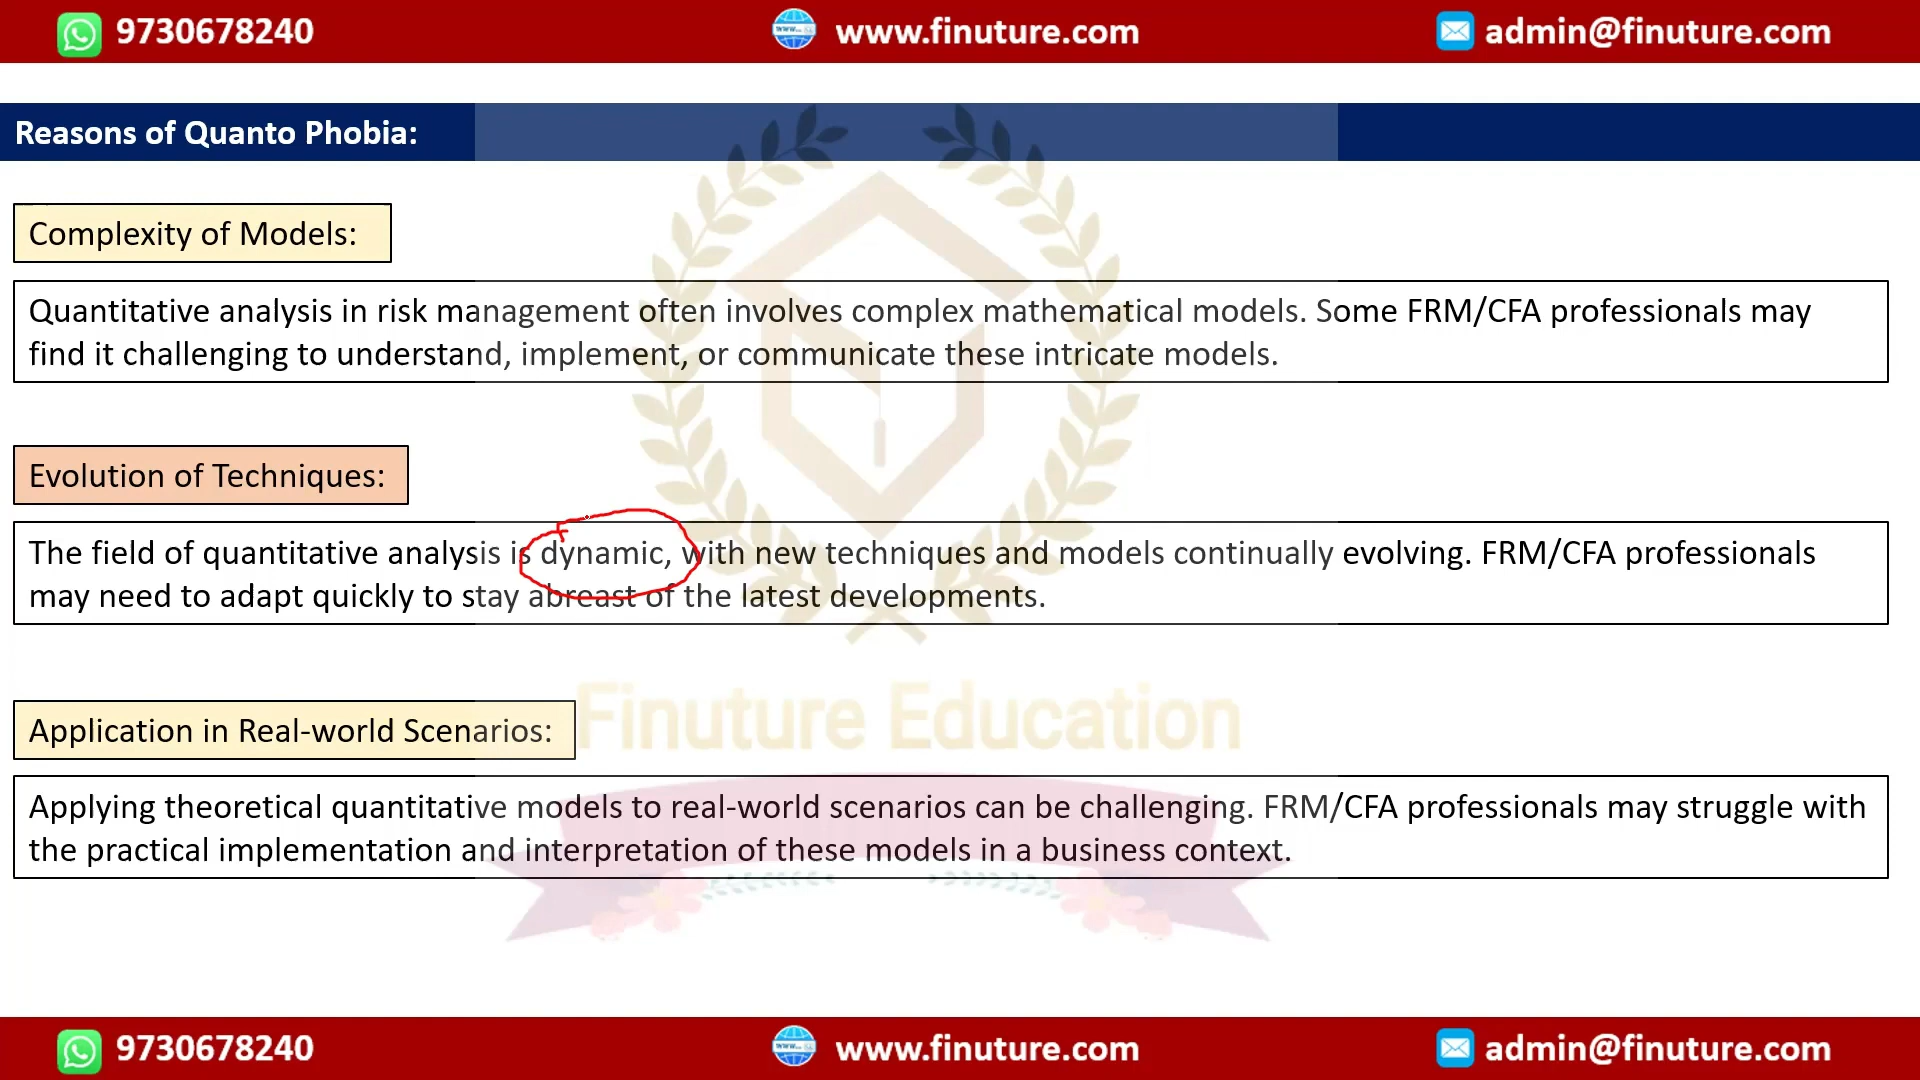 9730678240
www.finuture.com
admin@finuture.com
Reasons of Quanto Phobia:
Complexity of Models:
Quantitative analysis in risk management often involves complex mathematical models. Some FRM/CFA professionals may
find it challenging to understand, implement, or communicate these intricate models.
Evolution of Techniques:
The field of quantitative analysis is dynamic, with new techniques and models continually evolving. FRM/CFA professionals
may need to adapt quickly to stay abreast of the latest developments.
Finuture Education
Application in Real-world Scenarios:
Applying theoretical quantitative models to real-world scenarios can be challenging. FRM/CFA professionals may struggle with
the practical implementation and interpretation of these models in a business context.
9730678240
www.finuture.com
admin@finuture.com